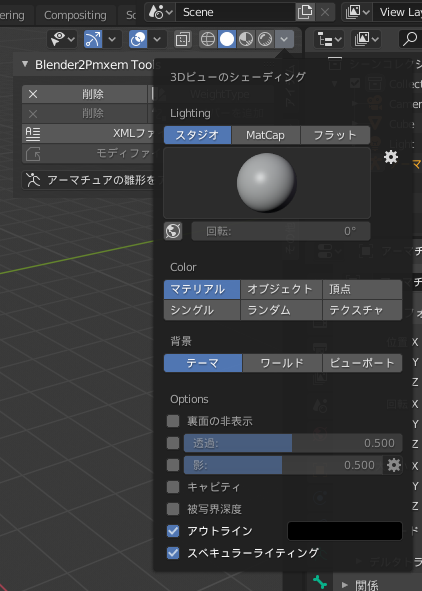 ering
Compositing
Scene
View Lay
Blender2Pmxem Tools
3Dビューのシェーディング
削除
削除
XMLファ
モディファイ
アーマチュアの雛形を
Lighting
スタジオ
MatCap
フラット
回転:
0°
Color
マテリアル
オブジェクト
頂点
シングル
ランダム
テクスチャ
背景
テーマ
ワールド
ビューポート
Options
裏面の非表示
透過:
0.500
影:
0.500
キャビティ
被写界深度
アウトライン
スペキュラーライティング
X
Y
Z
X
Y
Z
X
Y
Z
関係